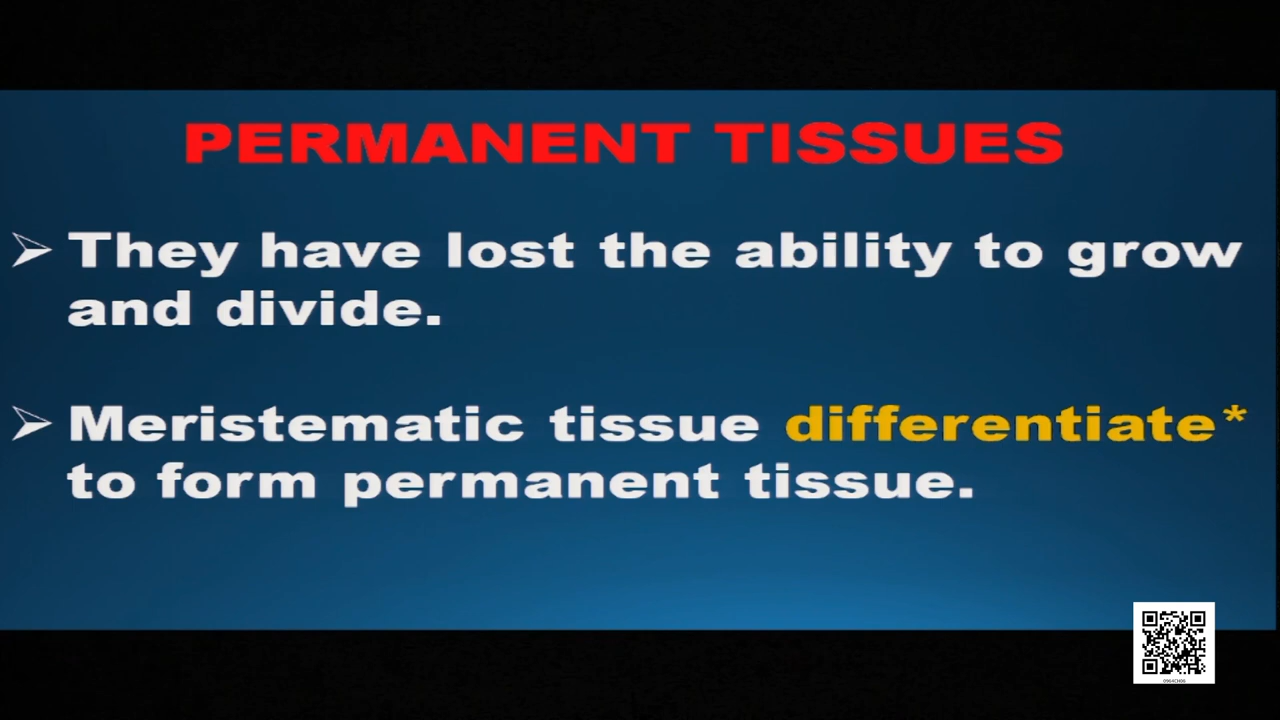 PERMANENT TISSUES
➢ They have lost the ability to grow
and divide.
➢ Meristematic tissue differentiate*
to form permanent tissue.